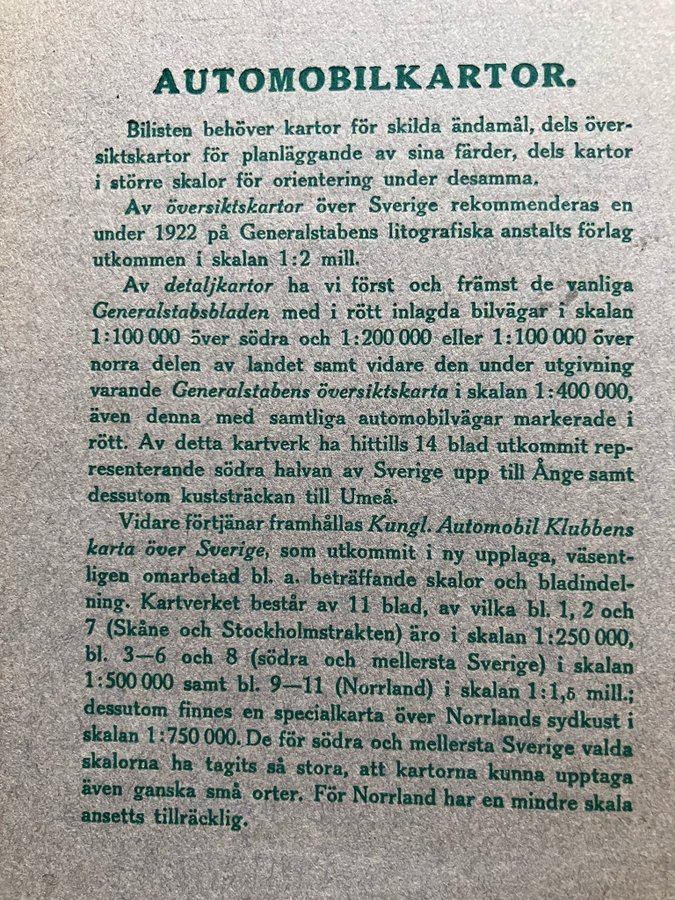 AUTOMOBILKARTOR.
Bilisten behöver kartor för skilda ändamål, dels över-
siktskartor för planläggande av sina färder, dels kartor
i större skalor för orientering under desamma.
Av översiktskartor över Sverige rekommenderas en
under 1922 på Generalstabens litografiska anstalts förlag
utkommen i skalan 1:2 mill.
Av detaljkartor ha vi först och främst de vanliga
Generalstabsbladen med i rött inlagda bilvägar i skalan
1:100 000 över södra och 1:200 000 eller 1:100 000 över
norra delen av landet samt vidare den under utgivning
varande Generalstabens översiktskarta i skalan 1:400 000,
även denna med samtliga automobilvägar markerade i
rött. Av detta kartverk ha hittills 14 blad utkommit rep-
resenterande södra halvan av Sverige upp till Ånge samt
dessutom kuststräckan till Umeå.
Vidare förtjänar framhållas Kungl. Automobil Klubbens
karta över Sverige, som utkommit i ny upplaga, väsent-
ligen omarbetad bl. a. beträffande skalor och bladindel-
ning. Kartverket består av 11 blad, av vilka bl. 1, 2 och
7 (Skåne och Stockholmstrakten) äro i skalan 1:250 000,
bl. 3—6 och 8 (södra och mellersta Sverige) i skalan
1:500 000 samt bl. 9—11 (Norrland) i skalan 1:1,5 mill.;
dessutom finnes en specialkarta över Norrlands sydkust i
skalan 1:750 000. De för södra och mellersta Sverige valda
skalorna ha tagits så stora, att kartorna kunna upptaga
även ganska små orter. För Norrland har en mindre skala
ansetts tillräcklig.